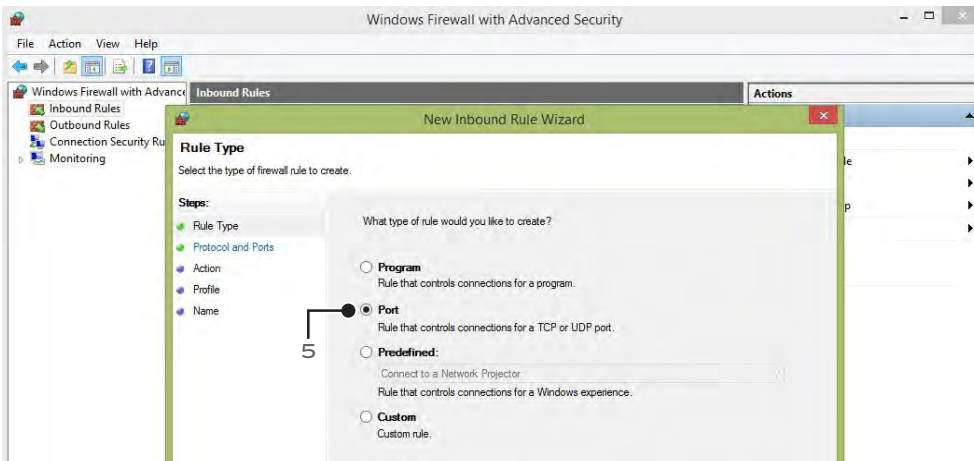 Windows Firewall with Advanced Security
File Action View Help
Windows Firewall with Advance
Inbound Rules
Outbound Rules
Connection Security Ru
Monitoring
Inbound Rules
Actions
New Inbound Rule Wizard
Rule Type
Select the type of firewall rule to create.
Steps:
Rule Type
Protocol and Ports
Action
Profile
Name
What type of rule would you like to create?
Program
Rule that controls connections for a program.
5
Port
Rule that controls connections for a TCP or UDP port.
Predefined:
Connect to a Network Projector
Rule that controls connections for a Windows experience.
Custom
Custom rule.
le
p